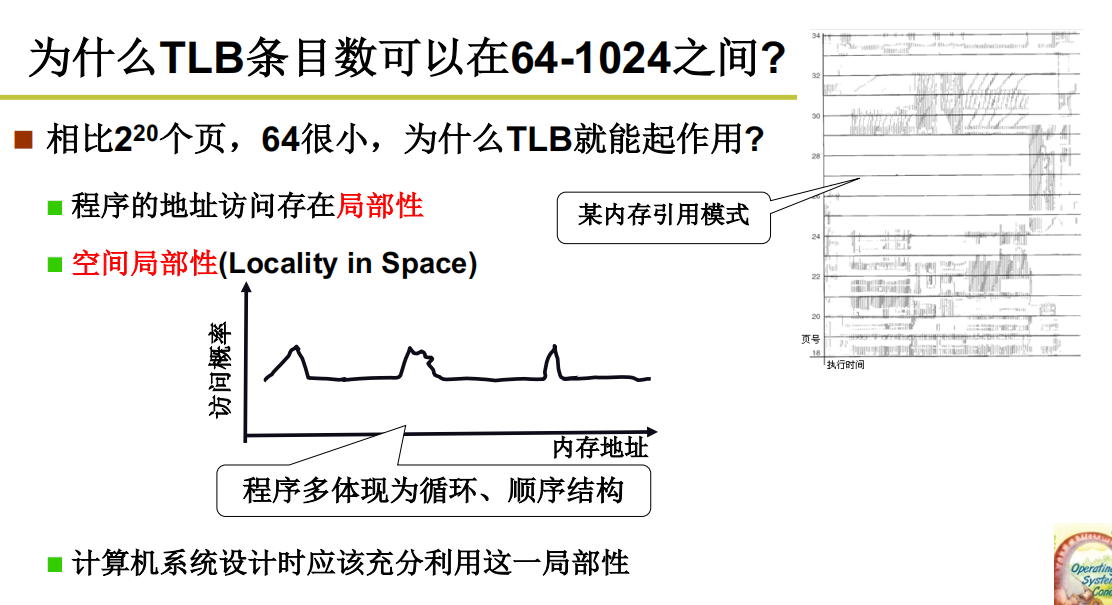 为什么TLB条目数可以在64-1024之间?
相比2²⁰个页，64很小，为什么TLB就能起作用?
程序的地址访问存在局部性
空间局部性(Locality in Space)
访问概率
内存地址
程序多体现为循环、顺序结构
计算机系统设计时应该充分利用这一局部性
某内存引用模式
34
32
30
28
26
24
22
20
页号
18
执行时间
Operating